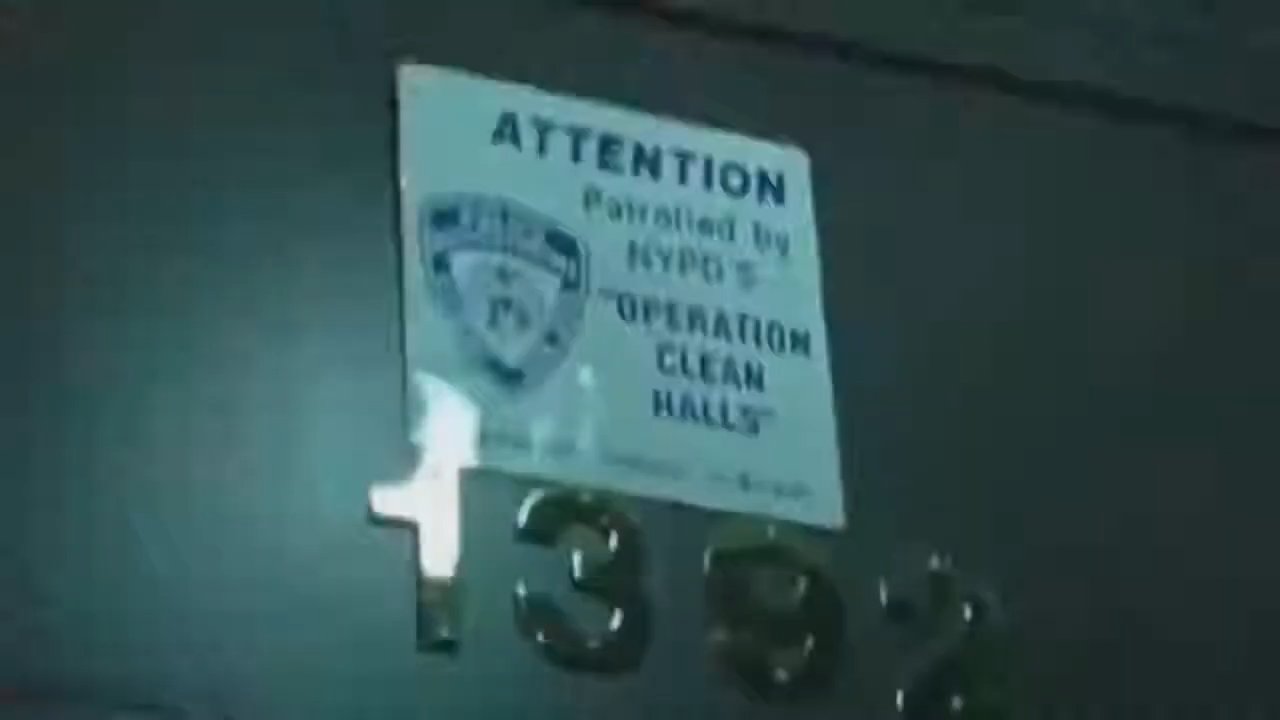 ATTENTION
Patrolled by
NYPD'S
"OPERATION
CLEAN
HALLS"
1392